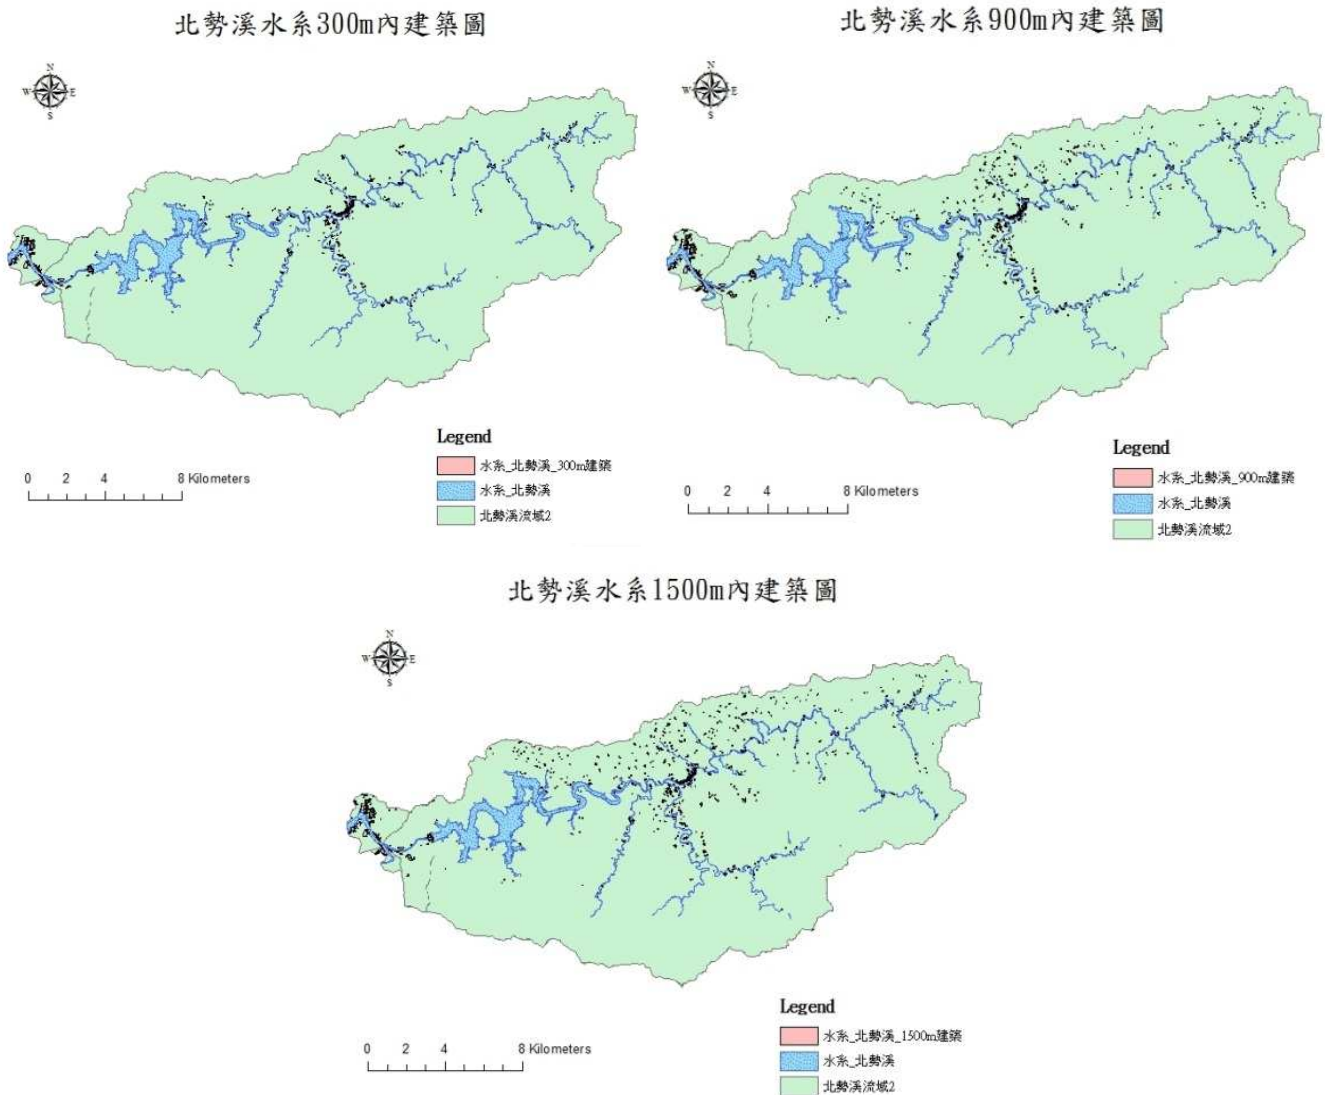 北勢溪水系300m內建築圖
N
W E
S
Legend
水系_北勢溪_300m建築
水系_北勢溪
北勢溪流域2
0 2 4 8 Kilometers
北勢溪水系900m內建築圖
N
W E
S
Legend
水系_北勢溪_900m建築
水系_北勢溪
北勢溪流域2
0 2 4 8 Kilometers
北勢溪水系1500m內建築圖
N
W E
S
Legend
水系_北勢溪_1500m建築
水系_北勢溪
北勢溪流域2
0 2 4 8 Kilometers